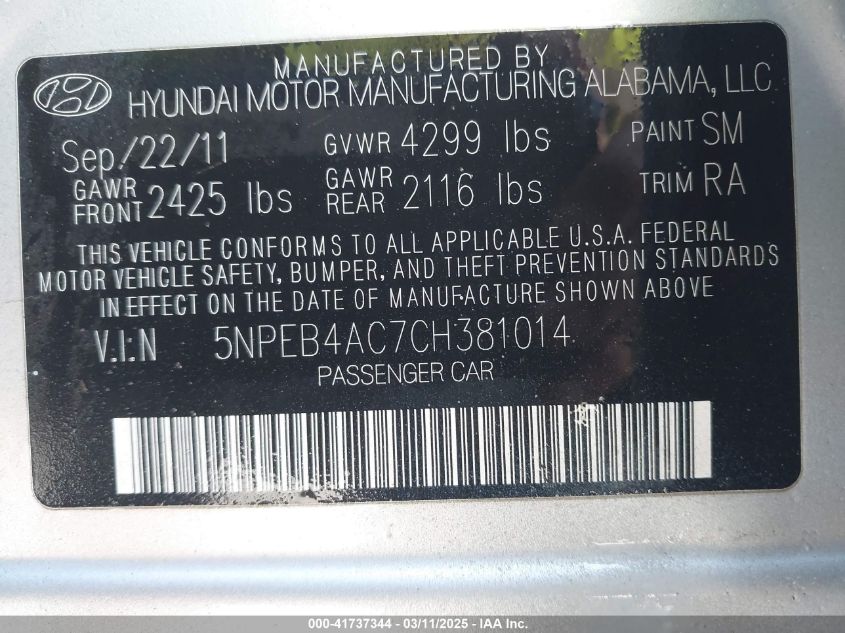 MANUFACTURED BY
HYUNDAI MOTOR MANUFACTURING ALABAMA, LLC
Sep/22/11 GVWR 4299 lbs PAINT SM
GAWR FRONT 2425 lbs GAWR REAR 2116 lbs TRIM RA
THIS VEHICLE CONFORMS TO ALL APPLICABLE U.S.A. FEDERAL
MOTOR VEHICLE SAFETY, BUMPER, AND THEFT PREVENTION STANDARDS
IN EFFECT ON THE DATE OF MANUFACTURE SHOWN ABOVE
V.I.N 5NPEB4AC7CH381014
PASSENGER CAR
000-41737344 - 03/11/2025 - IAA Inc.